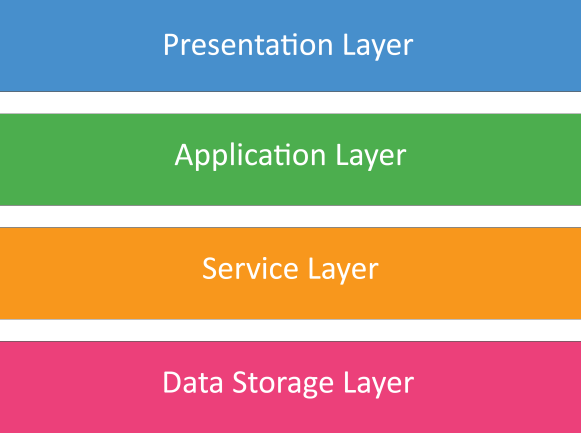 Presentation Layer
Application Layer
Service Layer
Data Storage Layer